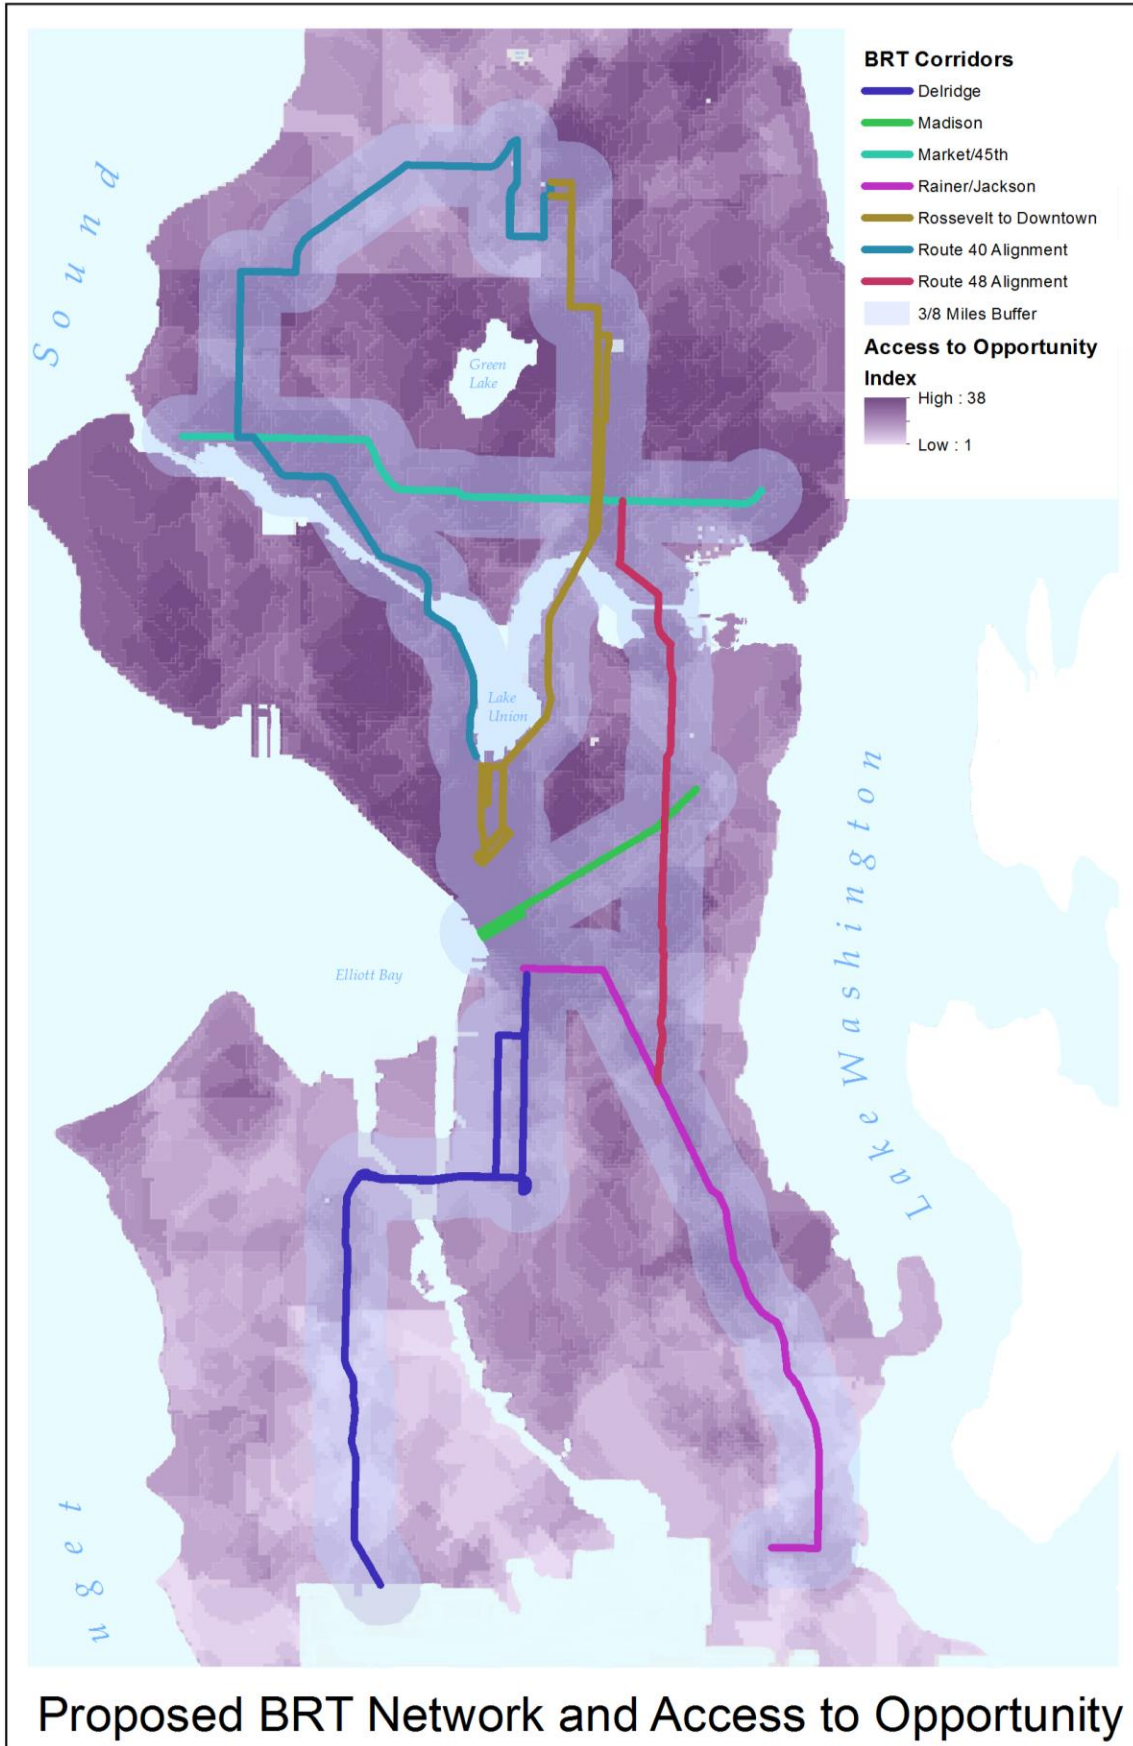 BRT Corridors
Delridge
Madison
Market/45th
Rainer/Jackson
Rossevelt to Downtown
Route 40 Alignment
Route 48 Alignment
3/8 Miles Buffer
Access to Opportunity
Index
High : 38
Low : 1
Sound
Green
Lake
Lake
Union
Elliott Bay
Lake Washington
uget
Proposed BRT Network and Access to Opportunity